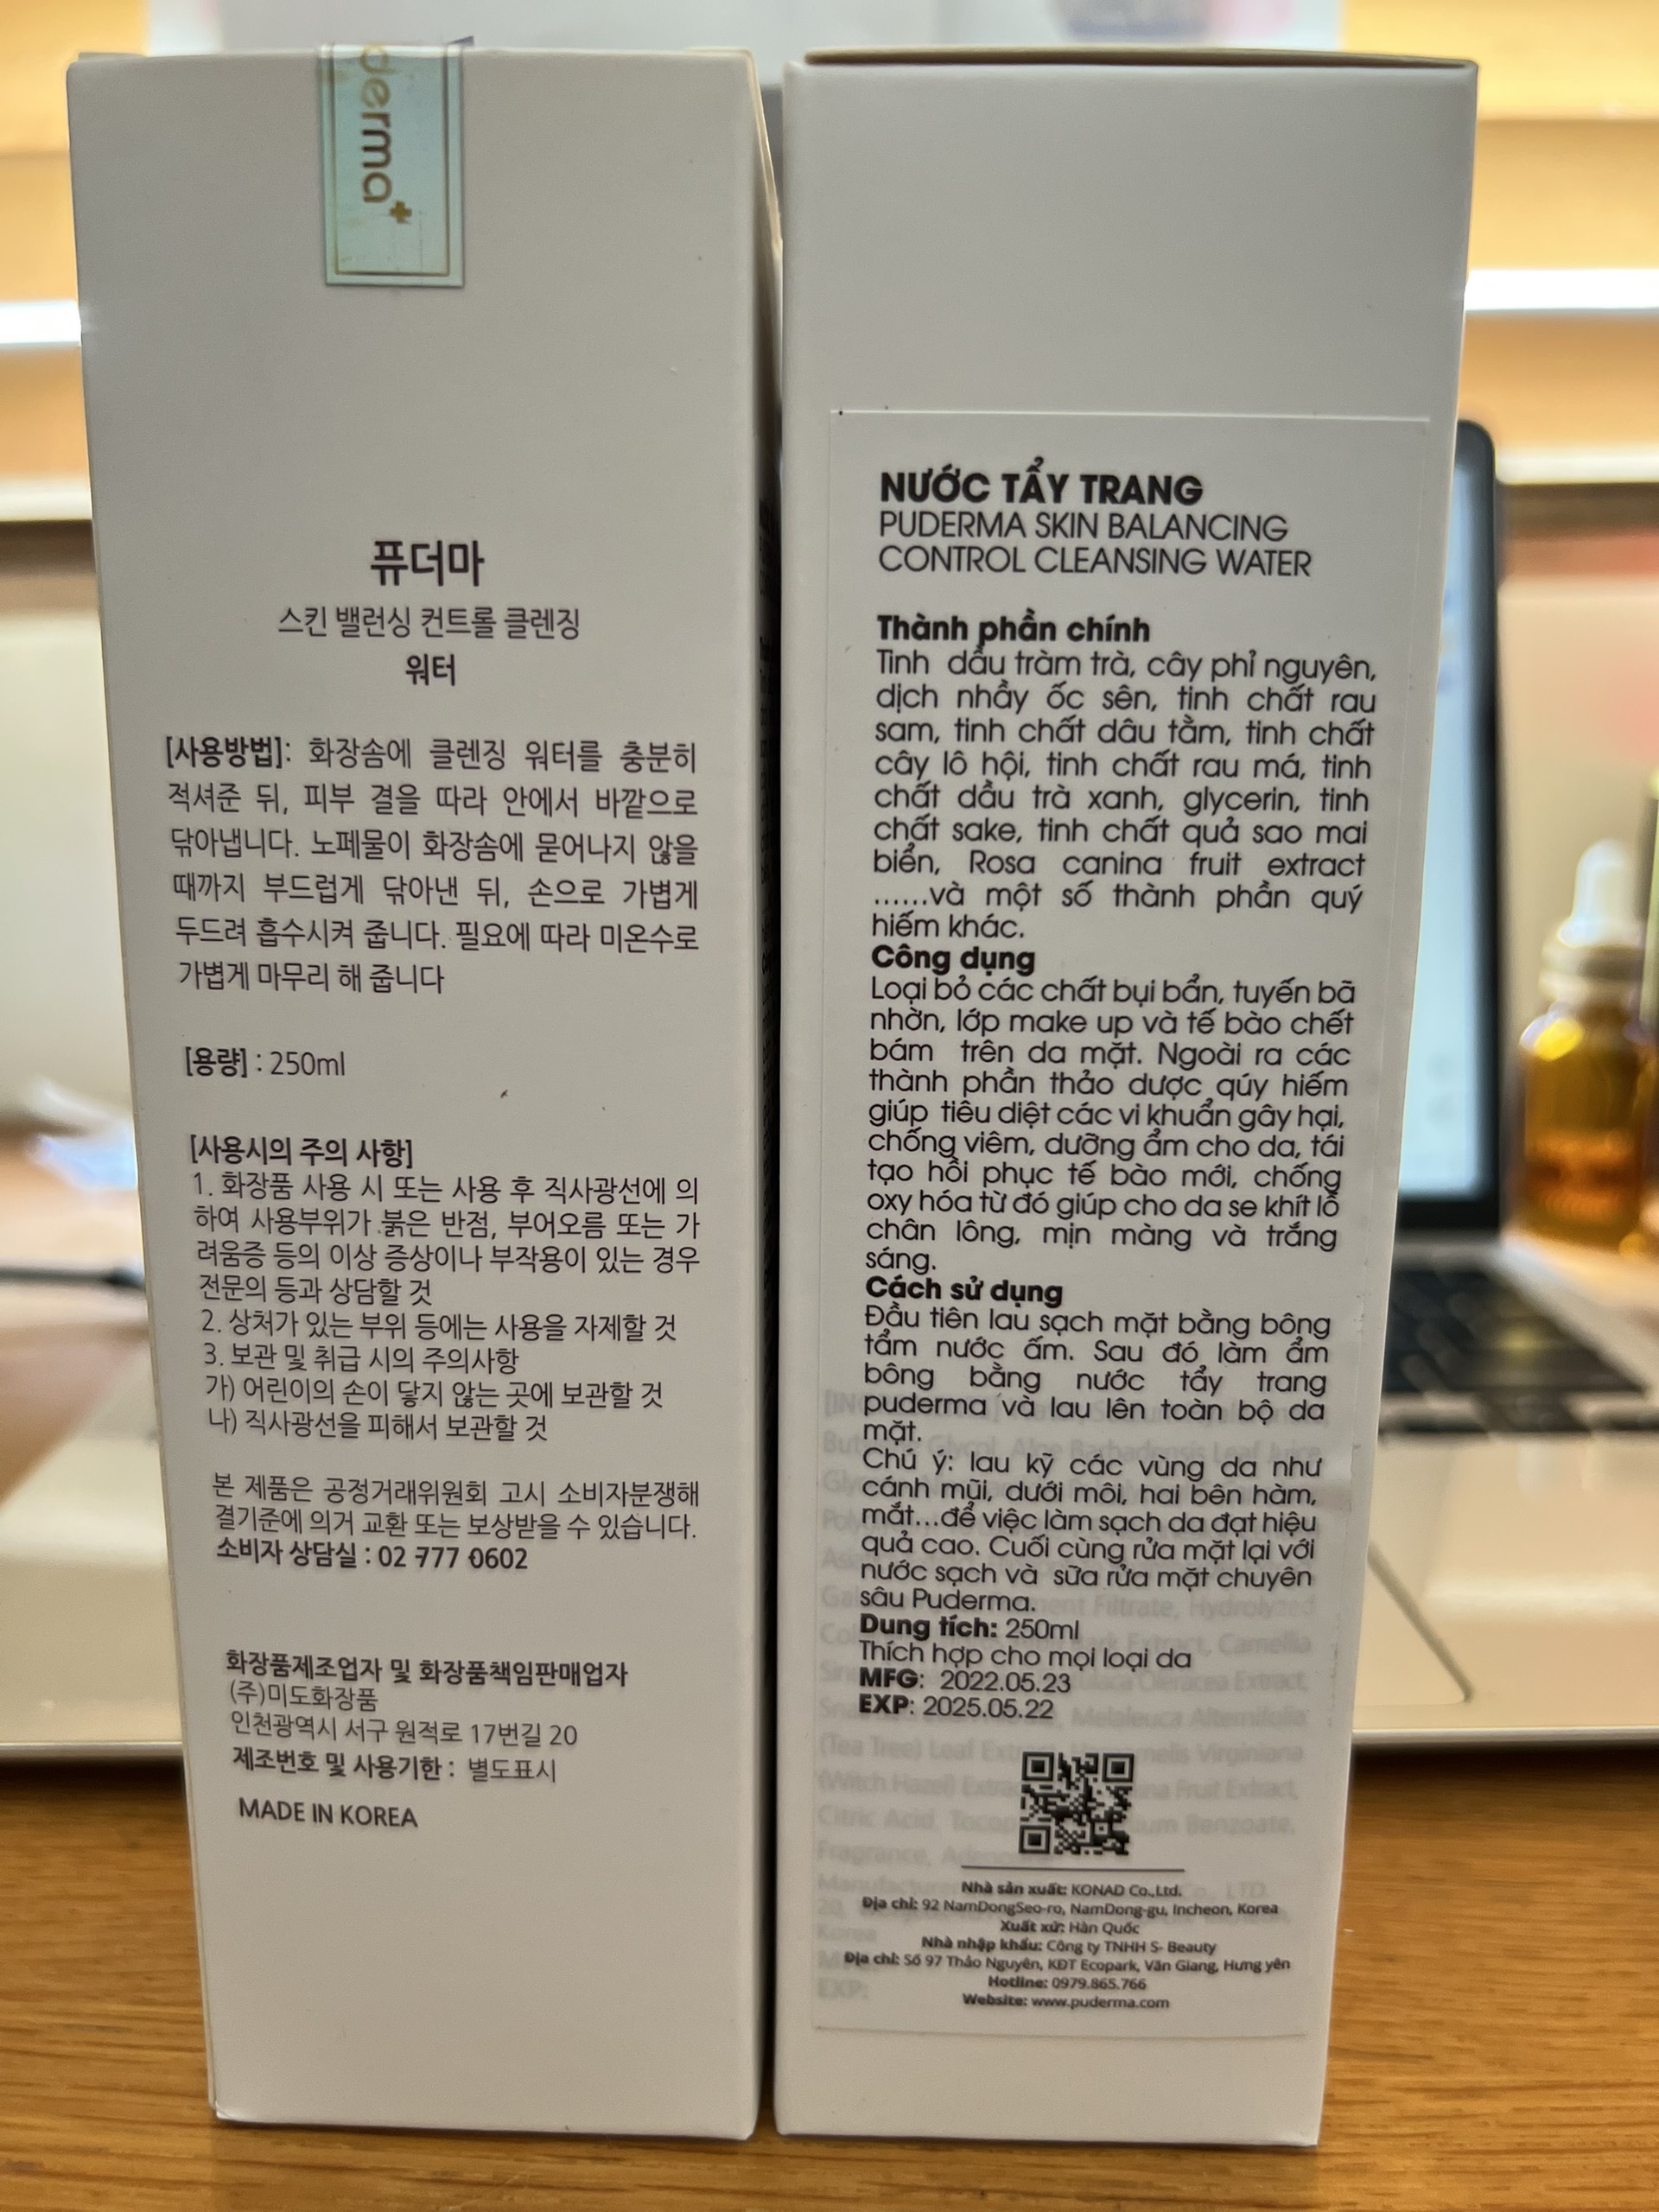 derma
퓨더마
스킨 밸런싱 컨트롤 클렌징
워터
[사용방법]: 화장솜에 클렌징 워터를 충분히
적셔준 뒤, 피부 결을 따라 안에서 바깥으로
닦아냅니다. 노폐물이 화장솜에 묻어나지 않을
때까지 부드럽게 닦아낸 뒤, 손으로 가볍게
두드려 흡수시켜 줍니다. 필요에 따라 미온수로
가볍게 마무리 해 줍니다
[용량] : 250ml
[사용시의 주의 사항]
1. 화장품 사용 시 또는 사용 후 직사광선에 의
하여 사용부위가 붉은 반점, 부어오름 또는 가
려움증 등의 이상 증상이나 부작용이 있는 경우
전문의 등과 상담할 것
2. 상처가 있는 부위 등에는 사용을 자제할 것
3. 보관 및 취급 시의 주의사항
가) 어린이의 손이 닿지 않는 곳에 보관할 것
나) 직사광선을 피해서 보관할 것
본 제품은 공정거래위원회 고시 소비자분쟁해
결기준에 의거 교환 또는 보상받을 수 있습니다.
소비자 상담실 : 02 777 0602
화장품제조업자 및 화장품책임판매업자
(주)미도화장품
인천광역시 서구 원적로 17번길 20
제조번호 및 사용기한 : 별도표시
MADE IN KOREA
NƯỚC TẨY TRANG
PUDERMA SKIN BALANCING
CONTROL CLEANSING WATER
Thành phần chính
Tinh dầu tràm trà, cây phỉ nguyên,
dịch nhầy ốc sên, tinh chất rau
sam, tinh chất dâu tằm, tinh chất
cây lô hội, tinh chất rau má, tinh
chất dầu trà xanh, glycerin, tinh
chất sake, tinh chất quả sao mai
biển, Rosa canina fruit extract
......và một số thành phần quý
hiếm khác.
Công dụng
Loại bỏ các chất bụi bẩn, tuyến bã
nhờn, lớp make up và tế bào chết
bám trên da mặt. Ngoài ra các
thành phần thảo dược qúy hiếm
giúp tiêu diệt các vi khuẩn gây hại,
chống viêm, dưỡng ẩm cho da, tái
tạo hồi phục tế bào mới, chống
oxy hóa từ đó giúp cho da se khít lỗ
chân lông, mịn màng và trắng
sáng.
Cách sử dụng
Đầu tiên lau sạch mặt bằng bông
tẩm nước ấm. Sau đó làm ẩm
bông bằng nước tẩy trang
puderma và lau lên toàn bộ da
mặt.
Chú ý: lau kỹ các vùng da như
cánh mũi, dưới môi, hai bên hàm,
mắt...để việc làm sạch da đạt hiệu
quả cao. Cuối cùng rửa mặt lại với
nước sạch và sữa rửa mặt chuyên
sâu Puderma.
Dung tích: 250ml
Thích hợp cho mọi loại da
MFG: 2022.05.23
EXP: 2025.05.22
Nhà sản xuất: KONAD Co.,Ltd.
Địa chỉ: 92 NamDongSeo-ro, NamDong-gu, Incheon, Korea
Xuất xứ: Hàn Quốc
Nhà nhập khẩu: Công ty TNHH S- Beauty
Địa chỉ: Số 97 Thảo Nguyên, KĐT Ecopark, Văn Giang, Hưng yên
Hotline: 0979.865.766
Website: www.puderma.com